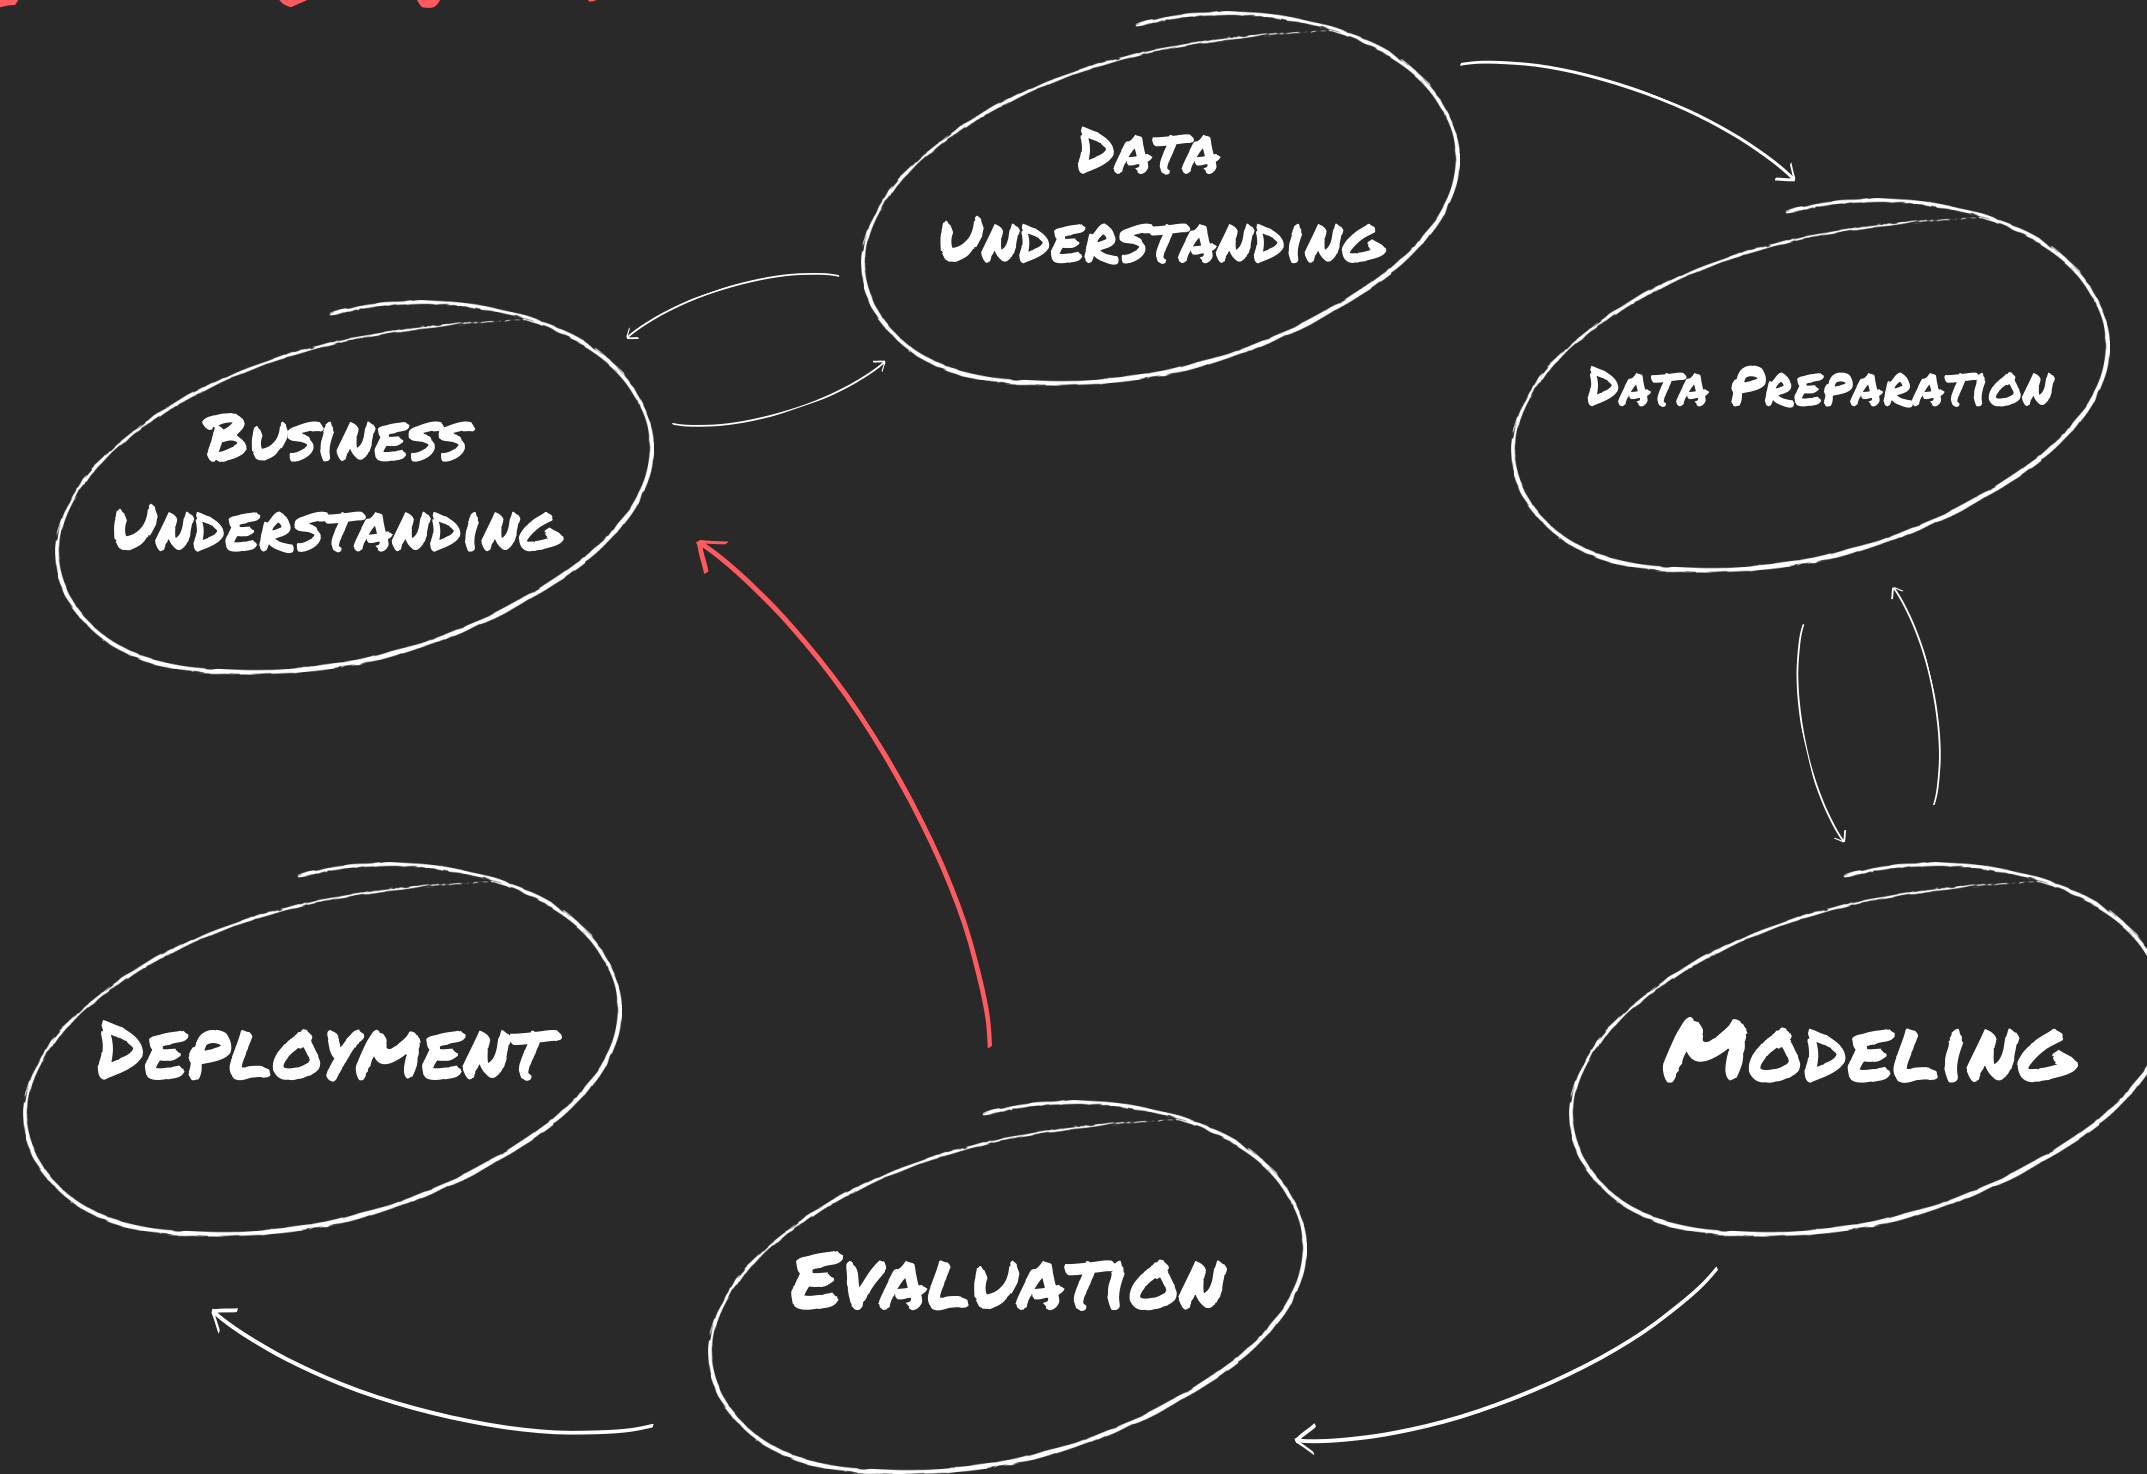 Business
Understanding
Data
Understanding
Data Preparation
Modeling
Evaluation
Deployment